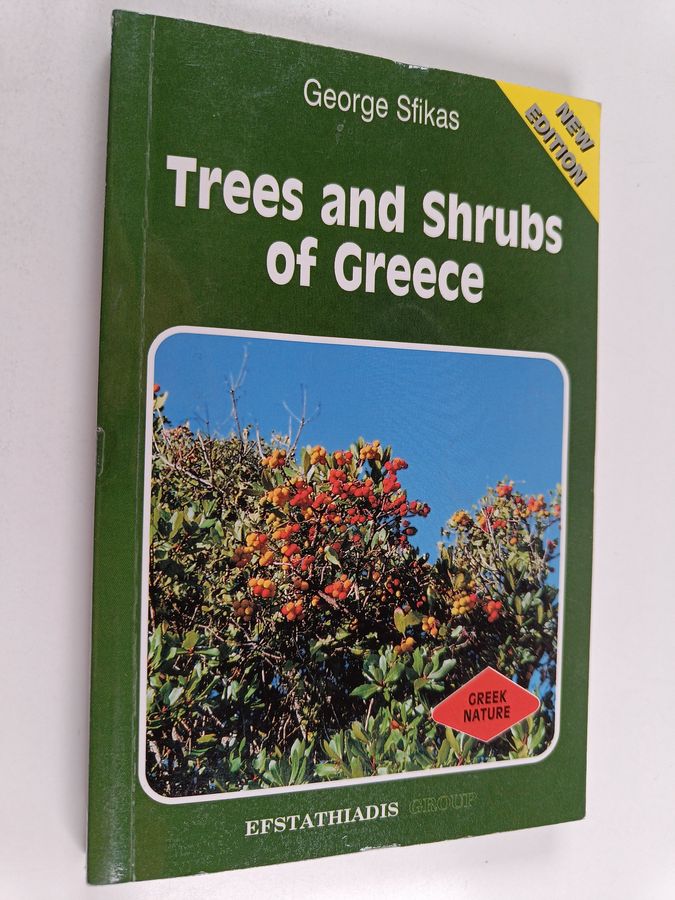 George Sfikas
NEW
EDITION
Trees and Shrubs
of Greece
GREEK
NATURE
EFSTATHIADIS GROUP